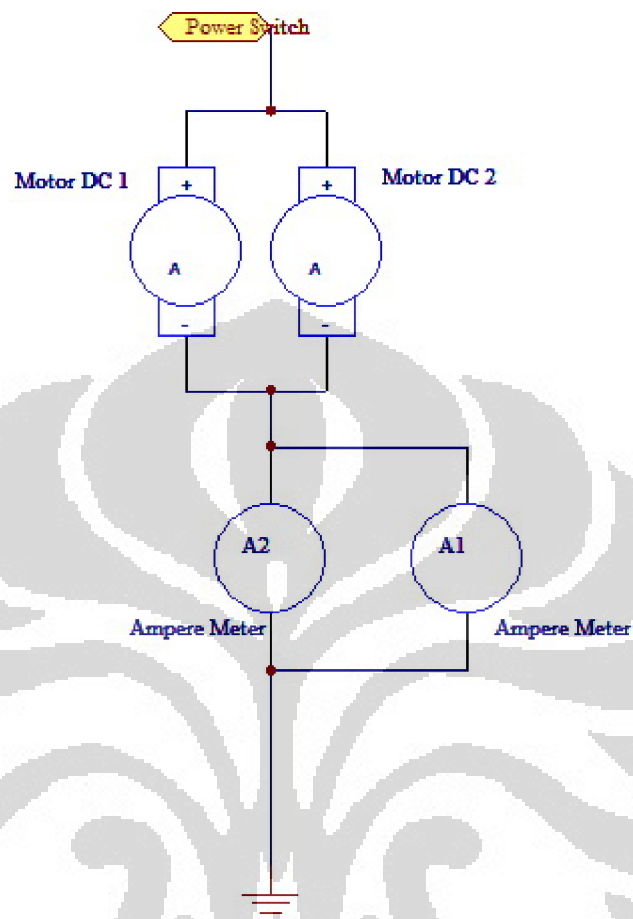 Power Switch
Motor DC 1
Motor DC 2
+
+
A
A
-
-
A2
A1
Ampere Meter
Ampere Meter